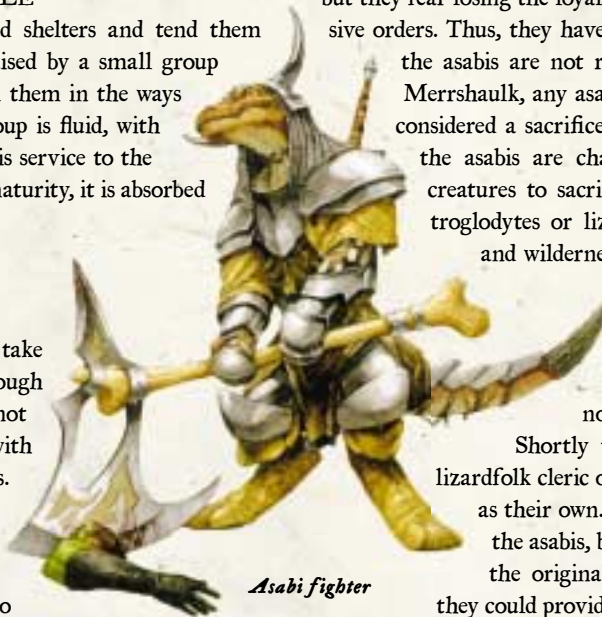 d shelters and tend them
ised by a small group
them in the ways
oup is fluid, with
is service to the
naturity, it is absorbed
take
ough
not
vith
s.
o
but they fear losing the loyal
sive orders. Thus, they have
the asabis are not r
Merrshaulk, any asa
considered a sacrifice
the asabis are cha
creatures to sacri
troglodytes or liz
and wilderne
no
Shortly
lizardfolk cleric o
as their own.
the asabis, b
the origina
they could provid
Asabi fighter